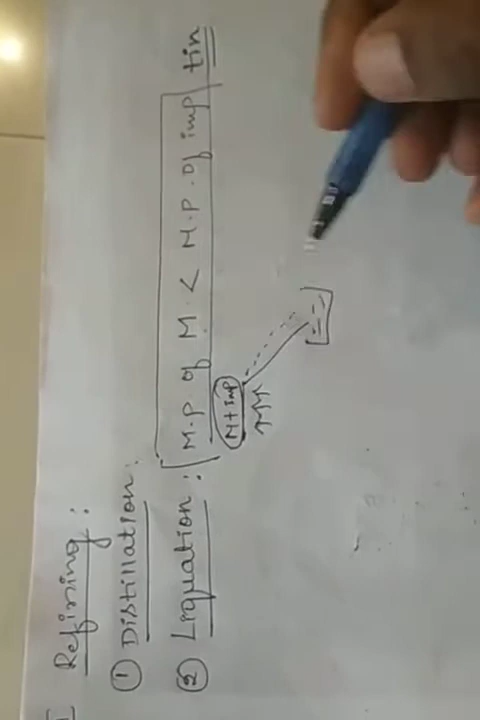 Refining :
① Distillation.
② Liquation : [M.P. of M. < M.P. of imp] tin
M+imp